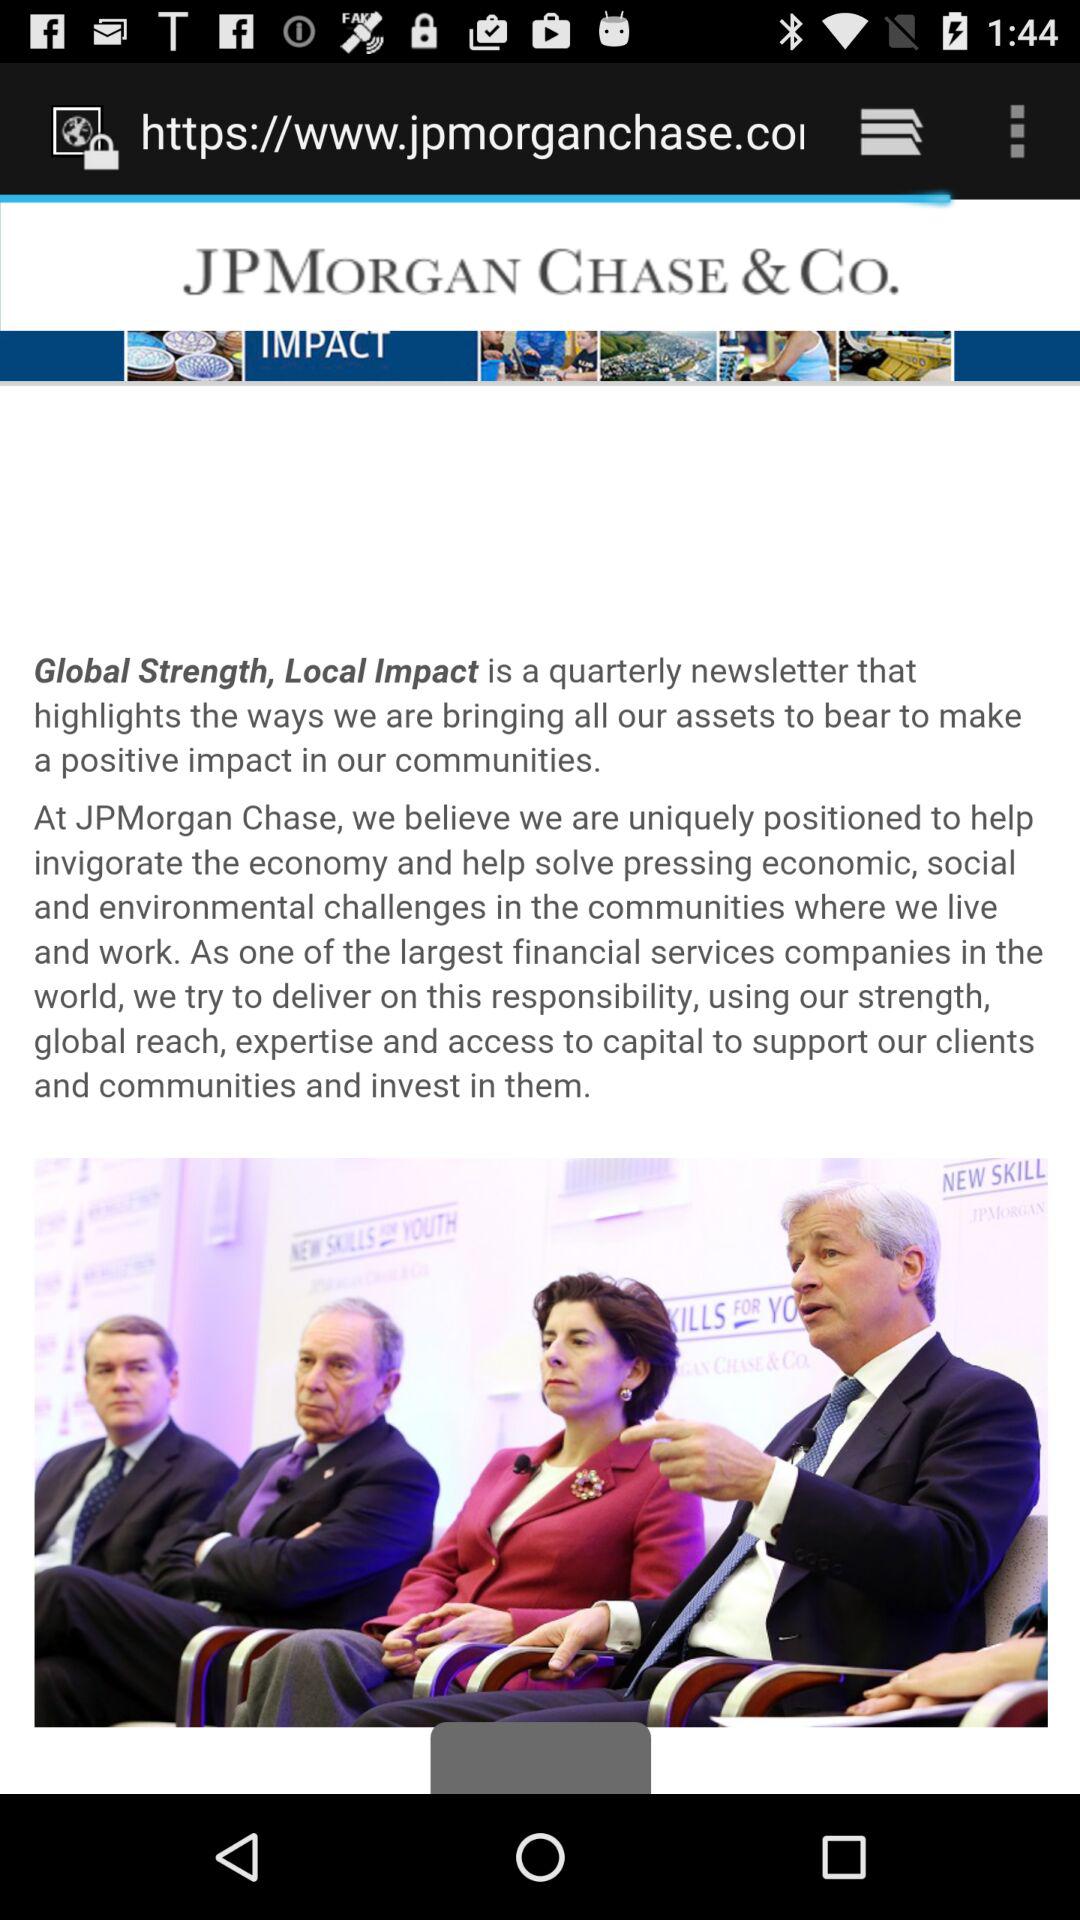 FAKE
1:44
https://www.jpmorganchase.co
JPMORGAN CHASE & CO.
IMPACT
Global Strength, Local Impact is a quarterly newsletter that
highlights the ways we are bringing all our assets to bear to make
a positive impact in our communities.
At JPMorgan Chase, we believe we are uniquely positioned to help
invigorate the economy and help solve pressing economic, social
and environmental challenges in the communities where we live
and work. As one of the largest financial services companies in the
world, we try to deliver on this responsibility, using our strength,
global reach, expertise and access to capital to support our clients
and communities and invest in them.
NEW SKILL
JPMORGAN
NEW SKILLS FOR YOUTH
JPMORGAN CHASE & CO.
KILLS FOR YO
GAN CHASE & CO.